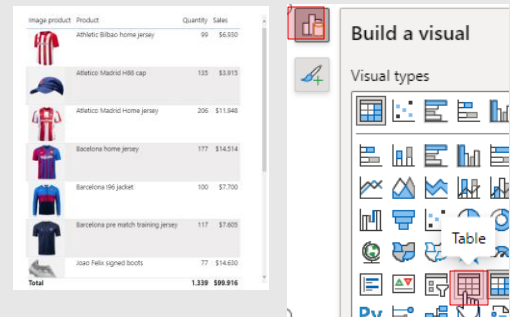 Image product Product Quantity Sales
Athletic Bilbao home jersey 99 $6.930
Atletico Madrid H86 cap 135 $3.915
Atletico Madrid Home jersey 206 $11.948
Bacelona home jersey 177 $14.514
Barcelona I96 jacket 100 $7.700
Barcelona pre match training jersey 117 $7.605
Joao Felix signed boots 77 $14.630
Total 1.339 $99.916
Build a visual
Visual types
Table
Py